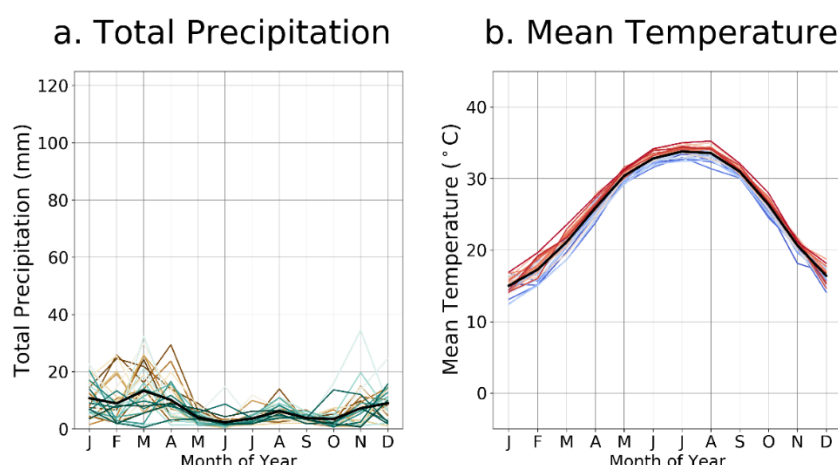 a. Total Precipitation
b. Mean Temperature
Total Precipitation (mm)
120
100
80
60
40
20
0
J F M A M J J A S O N D
Month of Year
Mean Temperature (°C)
40
30
20
10
0
J F M A M J J A S O N D
Month of Year